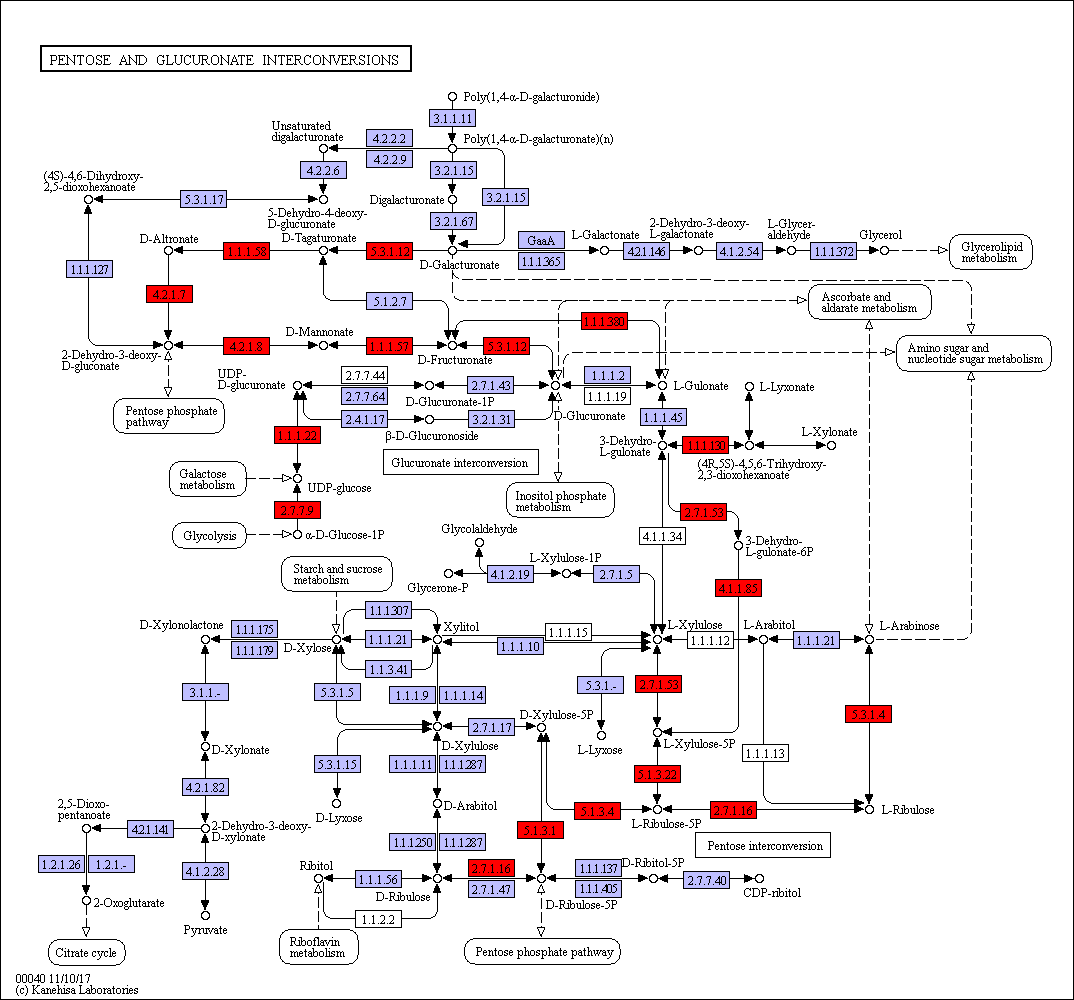 PENTOSE AND GLUCURONATE INTERCONVERSIONS
Poly(1,4-α-D-galacturonide)
3.1.1.11
Unsaturated
digalacturonate
4.2.2.2
Poly(1,4-α-D-galacturonate)(n)
4.2.2.9
4.2.2.6
3.2.1.15
(4S)-4,6-Dihydroxy-
2,5-dioxohexanoate
5.3.1.17
Digalacturonate
3.2.1.15
5-Dehydro-4-deoxy-
D-glucuronate
3.2.1.67
D-Altronate
D-Tagaturonate
GaaA
L-Galactonate
2-Dehydro-3-deoxy-
L-galactonate
L-Glycer-
aldehyde
Glycerol
1.1.1.58
5.3.1.12
4.2.1.146
4.1.2.54
1.1.1372
Glycerolipid
metabolism
D-Galacturonate
1.1.1365
1.1.1.127
4.2.1.7
5.1.2.7
Ascorbate and
aldarate metabolism
1.1.1.380
D-Mannonate
4.2.1.8
1.1.1.57
5.3.1.12
2-Dehydro-3-deoxy-
D-gluconate
D-Fructuronate
Amino sugar and
nucleotide sugar metabolism
UDP-
D-glucuronate
2.7.7.44
2.7.7.64
2.7.1.43
1.1.1.2
1.1.1.19
L-Gulonate
L-Lyxonate
D-Glucuronate-1P
D-Glucuronate
Pentose phosphate
pathway
2.4.1.17
3.2.1.31
1.1.1.45
β-D-Glucuronoside
1.1.1.22
3-Dehydro-
L-gulonate
1.1.1.130
L-Xylonate
(4R,5S)-4,5,6-Trihydroxy-
2,3-dioxohexanoate
Glucuronate interconversion
Galactose
metabolism
UDP-glucose
Inositol phosphate
metabolism
2.7.7.9
2.7.1.53
Glycolysis
α-D-Glucose-1P
Glycolaldehyde
4.1.1.34
3-Dehydro-
L-gulonate-6P
L-Xylulose-1P
Starch and sucrose
metabolism
4.1.2.19
2.7.1.5
Glycerone-P
4.1.1.85
1.1.1307
D-Xylonolactone
1.1.1.175
1.1.1.179
D-Xylose
1.1.1.21
Xylitol
1.1.1.15
1.1.1.10
L-Xylulose
1.1.1.12
L-Arabitol
1.1.1.21
L-Arabinose
1.1.3.41
3.1.1.-
5.3.1.5
1.1.1.9
1.1.1.14
5.3.1.-
2.7.1.53
D-Xylulose-5P
5.3.1.4
2.7.1.17
D-Xylulose
L-Lyxose
L-Xylulose-5P
D-Xylonate
1.1.1.13
5.3.1.15
1.1.1.11
1.1.1287
5.1.3.22
4.2.1.82
D-Lyxose
D-Arabitol
5.1.3.4
2.7.1.16
L-Ribulose
L-Ribulose-5P
2,5-Dioxo-
pentanoate
4.2.1.141
2-Dehydro-3-deoxy-
D-xylonate
5.1.3.1
1.1.1250
1.1.1287
Pentose interconversion
1.2.1.26
1.2.1.-
4.1.2.28
Ribitol
1.1.1.56
2.7.1.16
2.7.1.47
1.1.1.137
1.1.1.405
D-Ribitol-5P
2.7.7.40
CDP-ribitol
D-Ribulose
D-Ribulose-5P
2-Oxoglutarate
1.1.2.2
Pyruvate
Citrate cycle
Riboflavin
metabolism
Pentose phosphate pathway
00040 11/10/17
(c) Kanehisa Laboratories